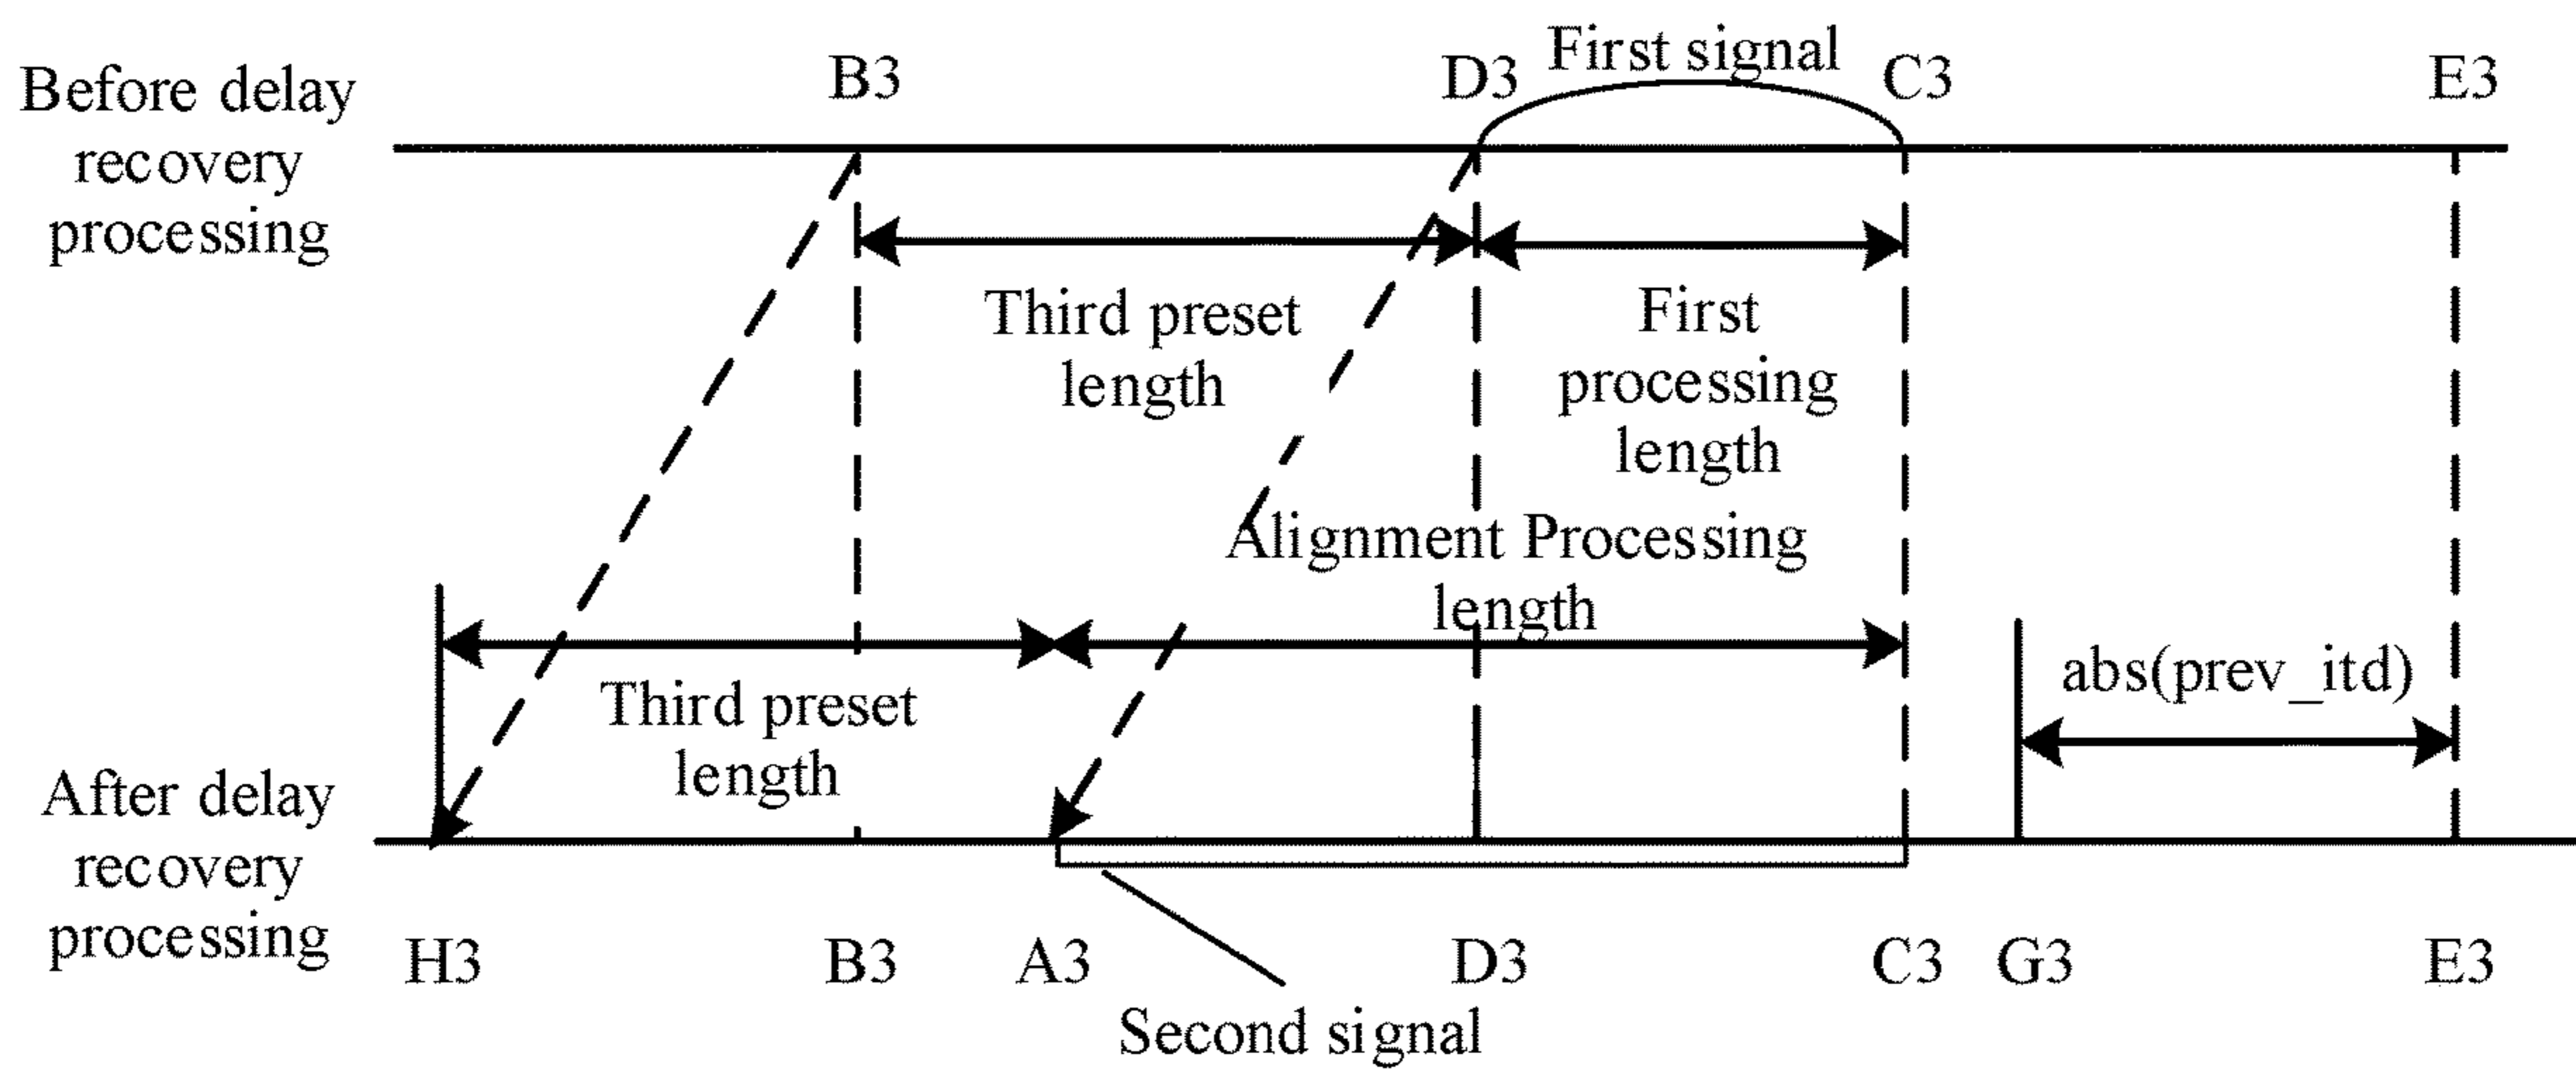 Before delay
recovery
processing
B3
D3
First signal
C3
E3
Third preset
length
First
processing
length
Alignment Processing
length
abs(prev_itd)
Third preset
length
After delay
recovery
processing
H3
B3
A3
D3
C3
G3
E3
Second signal